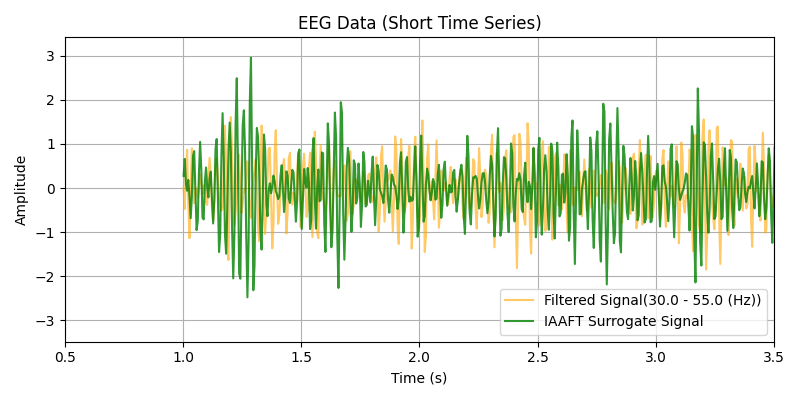 EEG Data (Short Time Series)
Amplitude
3
2
1
0
−1
−2
−3
0.5 1.0 1.5 2.0 2.5 3.0 3.5
Time (s)
Filtered Signal(30.0 - 55.0 (Hz))
IAAFT Surrogate Signal